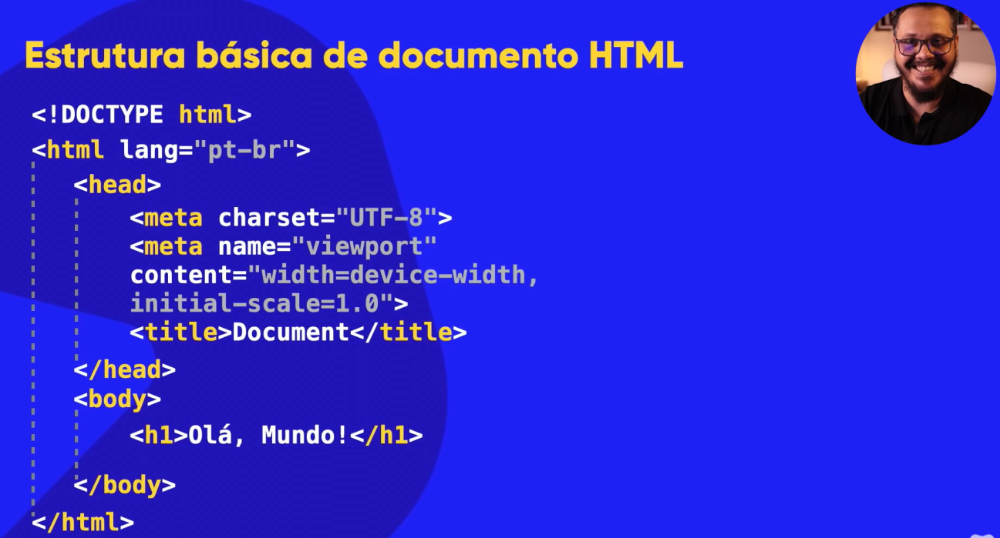 Estrutura básica de documento HTML
<!DOCTYPE html>
<html lang="pt-br">
<head>
<meta charset="UTF-8">
<meta name="viewport"
content="width=device-width,
initial-scale=1.0">
<title>Document</title>
</head>
<body>
<h1>Olá, Mundo!</h1>
</body>
</html>